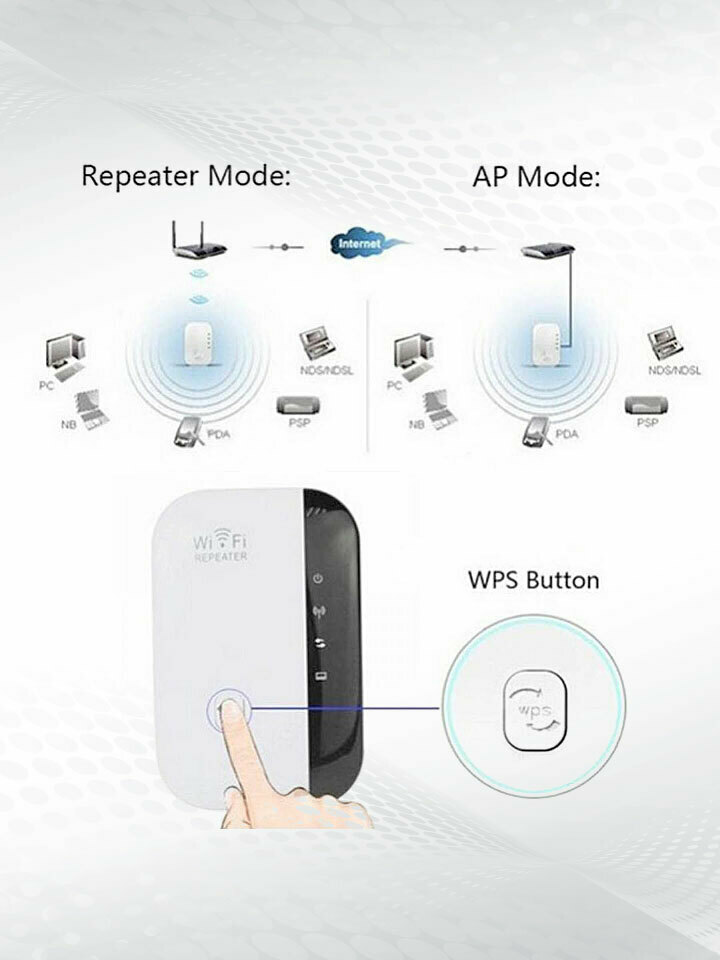 Repeater Mode:
AP Mode:
Internet
PC
NB
PDA
PSP
NDS/NDSL
PC
NB
PDA
PSP
NDS/NDSL
WiFi
REPEATER
WPS Button
wps